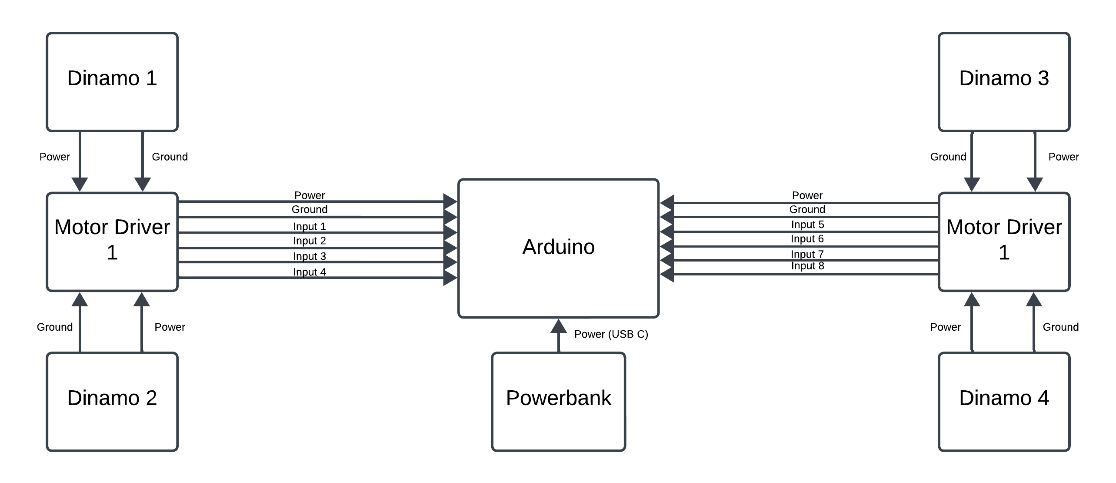 Dinamo 1
Dinamo 3
Power
Ground
Ground
Power
Motor Driver
1
Power
Ground
Input 1
Input 2
Input 3
Input 4
Arduino
Power
Ground
Input 5
Input 6
Input 7
Input 8
Motor Driver
1
Ground
Power
Power (USB C)
Power
Ground
Dinamo 2
Powerbank
Dinamo 4